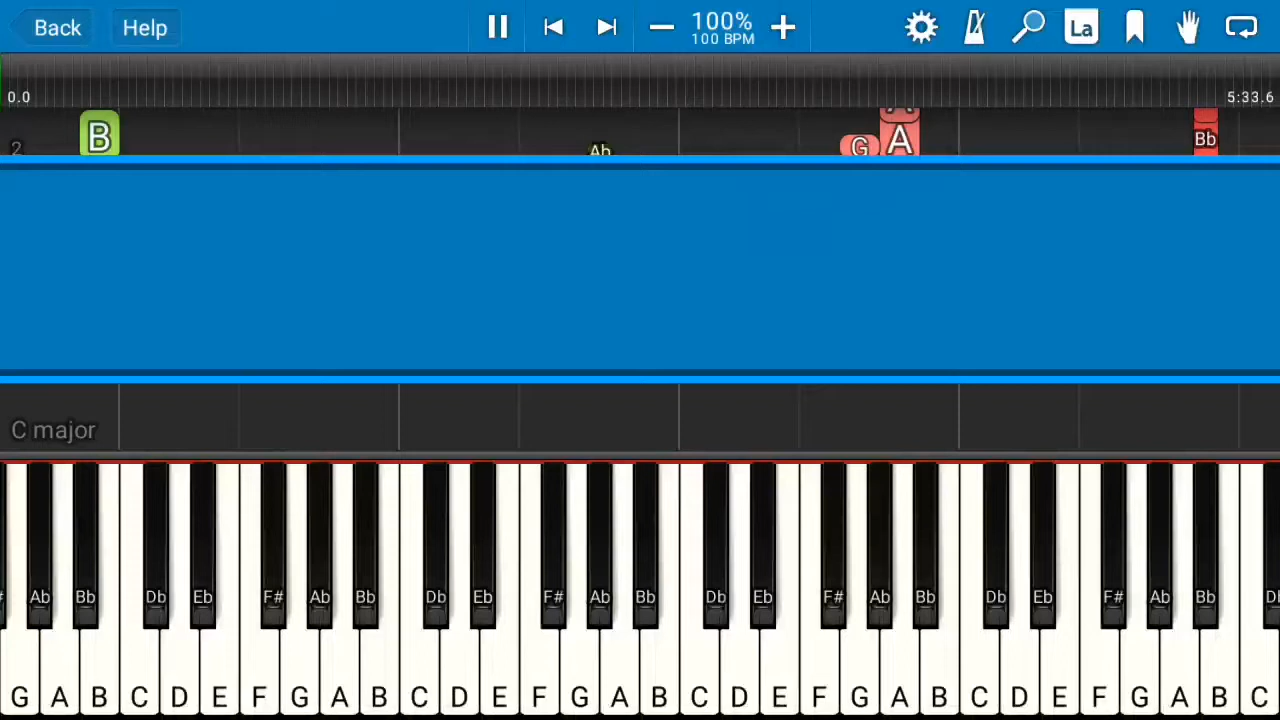 Back Help 100% La
100 BPM
0.0 5:33.6
B A
2 Ab G A Bb
C major
Ab Bb Db Eb F# Ab Bb Db Eb F# Ab Bb Db Eb F# Ab Bb Db Eb F# Ab Bb
G A B C D E F G A B C D E F G A B C D E F G A B C D E F G A B C